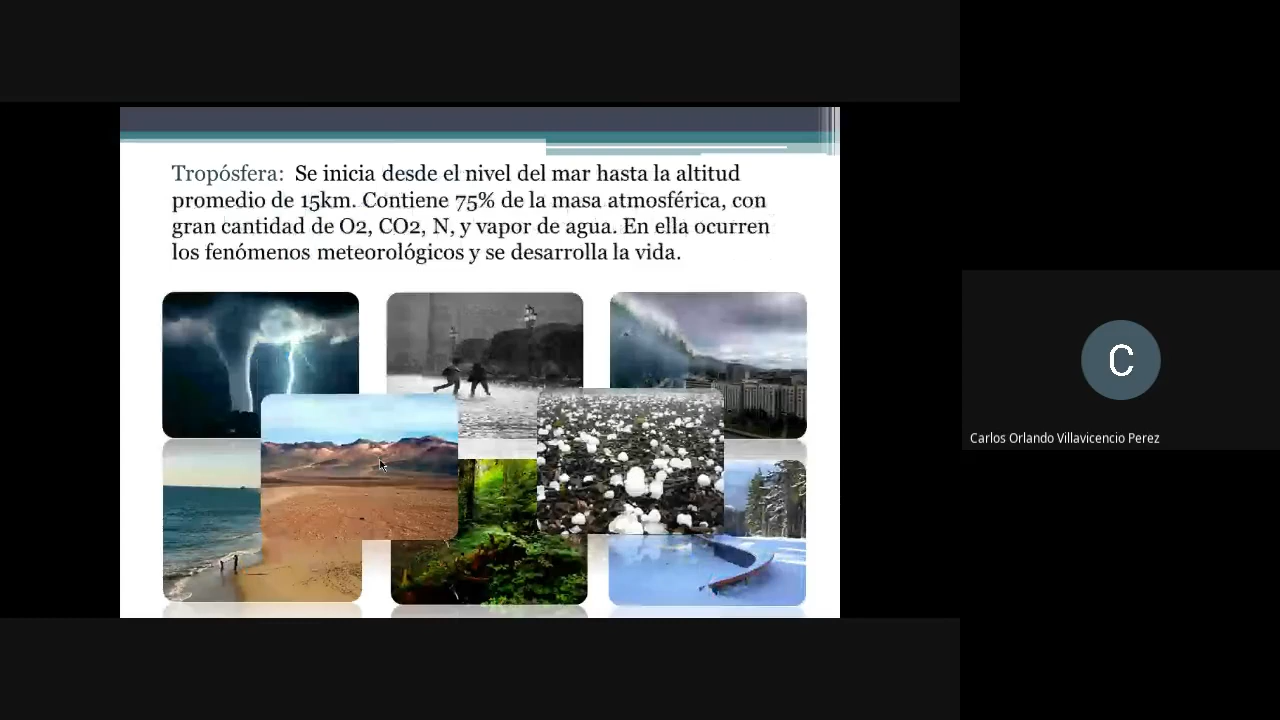 Tropósfera: Se inicia desde el nivel del mar hasta la altitud
promedio de 15km. Contiene 75% de la masa atmosférica, con
gran cantidad de O2, CO2, N, y vapor de agua. En ella ocurren
los fenómenos meteorológicos y se desarrolla la vida.
C
Carlos Orlando Villavicencio Perez